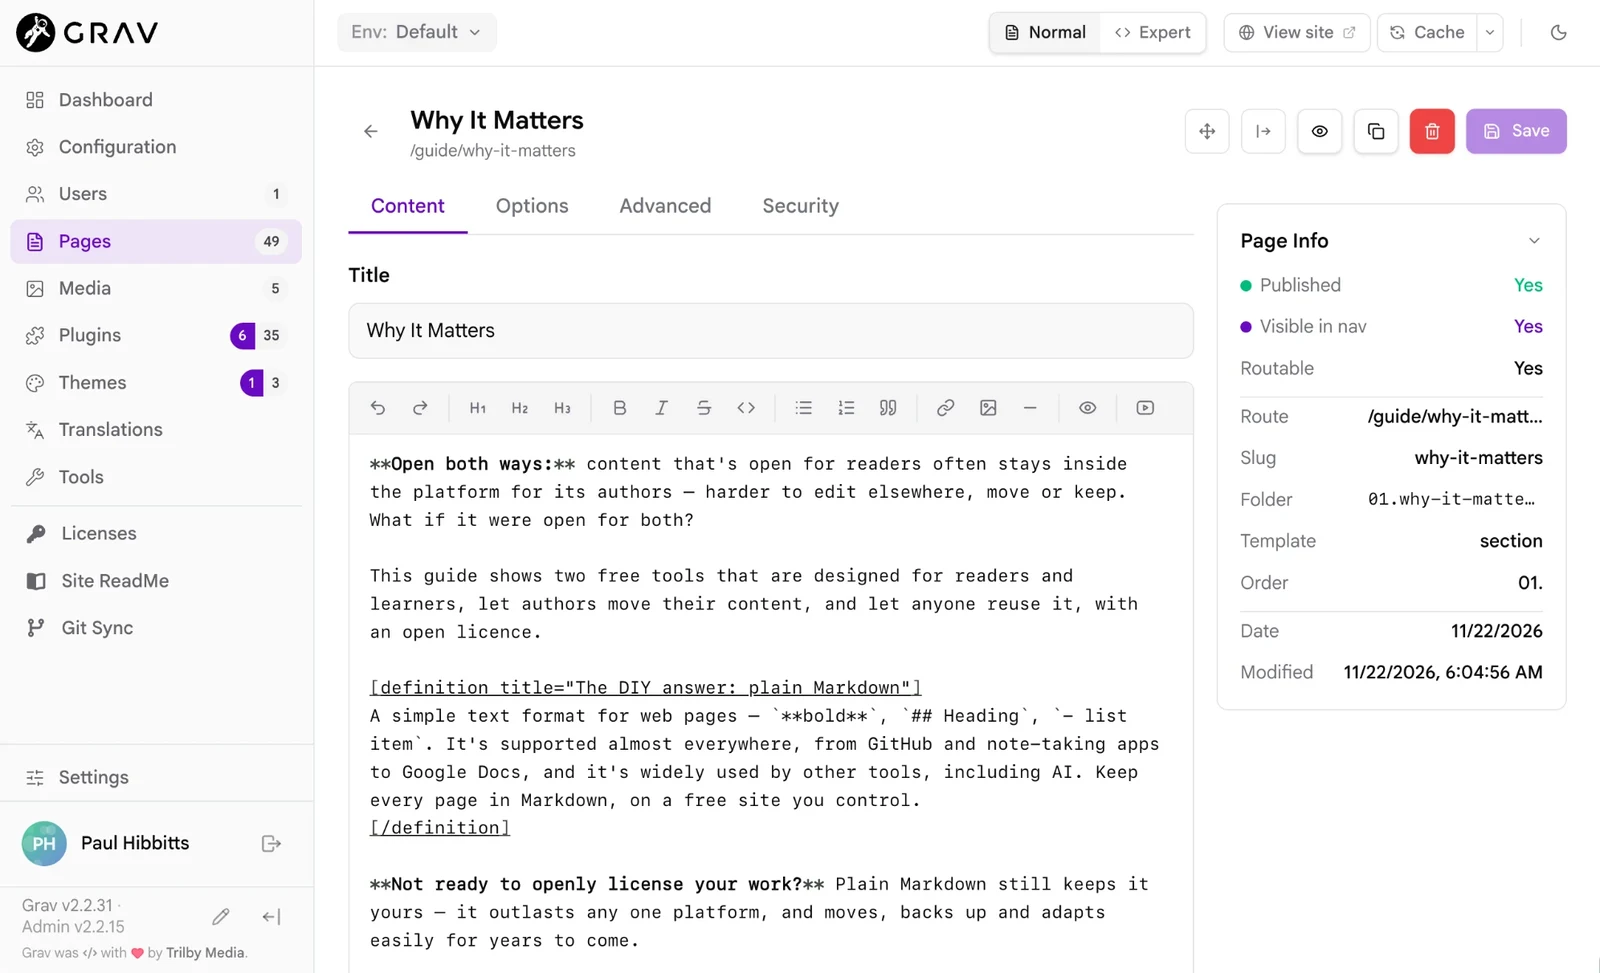 GRAV
Env: Default
Normal
Expert
View site
Cache
Dashboard
Configuration
Users 1
Pages 49
Media 5
Plugins 6 35
Themes 1 3
Translations
Tools
Licenses
Site ReadMe
Git Sync
Settings
PH Paul Hibbitts
Grav v2.2.31 ·
Admin v2.2.15
Grav was </> with ❤ by Trilby Media.
Why It Matters
/guide/why-it-matters
Save
Content Options Advanced Security
Title
Why It Matters
H1 H2 H3 B I S
**Open both ways:** content that's open for readers often stays inside
the platform for its authors — harder to edit elsewhere, move or keep.
What if it were open for both?
This guide shows two free tools that are designed for readers and
learners, let authors move their content, and let anyone reuse it, with
an open licence.
[definition title="The DIY answer: plain Markdown"]
A simple text format for web pages — `**bold**`, `## Heading`, `- list
item`. It's supported almost everywhere, from GitHub and note-taking apps
to Google Docs, and it's widely used by other tools, including AI. Keep
every page in Markdown, on a free site you control.
[/definition]
**Not ready to openly license your work?** Plain Markdown still keeps it
yours — it outlasts any one platform, and moves, backs up and adapts
easily for years to come.
Page Info
Published Yes
Visible in nav Yes
Routable Yes
Route /guide/why-it-matt...
Slug why-it-matters
Folder 01.why-it-matte…
Template section
Order 01.
Date 11/22/2026
Modified 11/22/2026, 6:04:56 AM